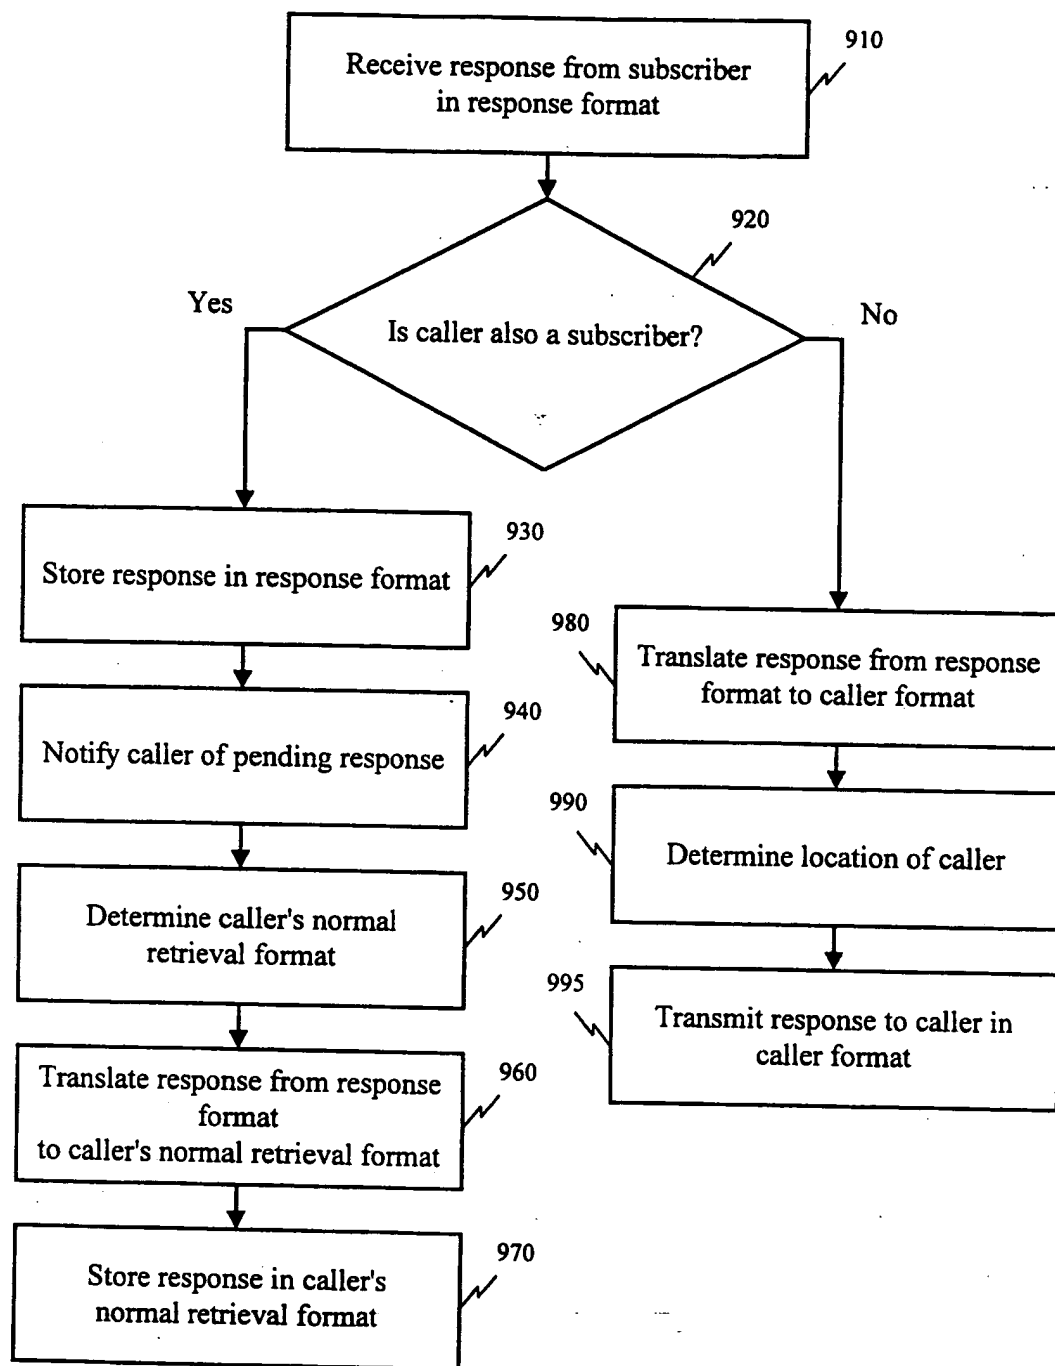 Receive response from subscriber
in response format
910
920
Yes
No
Is caller also a subscriber?
930
Store response in response format
980
Translate response from response
format to caller format
940
Notify caller of pending response
990
Determine location of caller
950
Determine caller's normal
retrieval format
995
Transmit response to caller in
caller format
960
Translate response from response
format
to caller's normal retrieval format
970
Store response in caller's
normal retrieval format